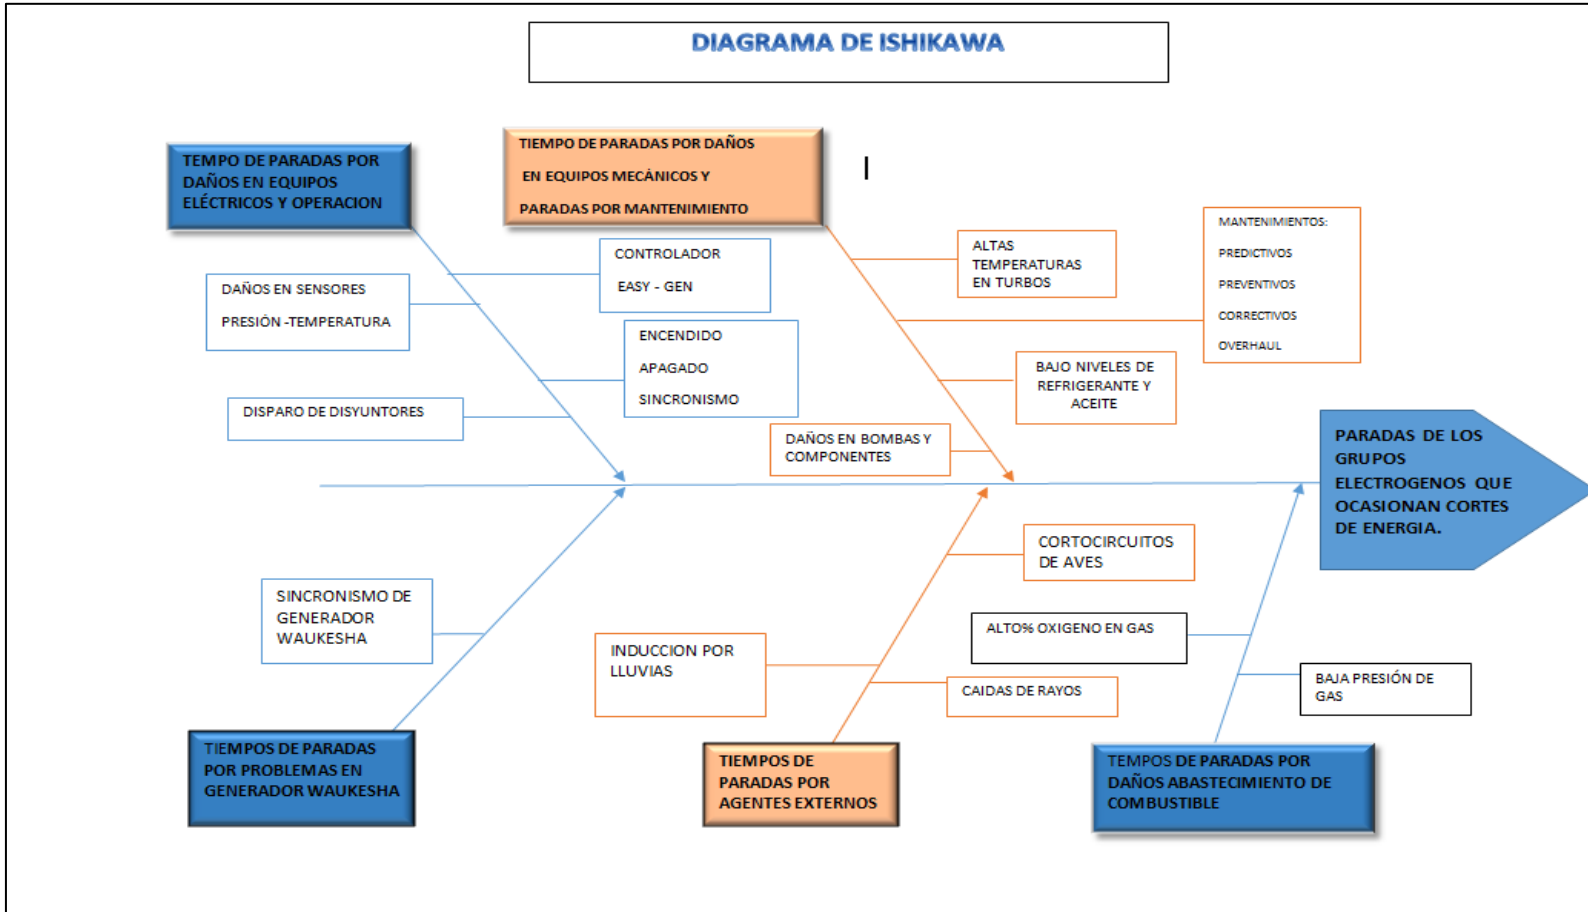 DIAGRAMA DE ISHIKAWA
TEMPO DE PARADAS POR
DAÑOS EN EQUIPOS
ELÉCTRICOS Y OPERACION
TIEMPO DE PARADAS POR DAÑOS
EN EQUIPOS MECÁNICOS Y
PARADAS POR MANTENIMIENTO
CONTROLADOR
EASY - GEN
DAÑOS EN SENSORES
PRESIÓN -TEMPERATURA
ENCENDIDO
APAGADO
SINCRONISMO
DISPARO DE DISYUNTORES
ALTAS
TEMPERATURAS
EN TURBOS
MANTENIMIENTOS:
PREDICTIVOS
PREVENTIVOS
CORRECTIVOS
OVERHAUL
BAJO NIVELES DE
REFRIGERANTE Y
ACEITE
DAÑOS EN BOMBAS Y
COMPONENTES
PARADAS DE LOS
GRUPOS
ELECTROGENOS QUE
OCASIONAN CORTES
DE ENERGIA.
SINCRONISMO DE
GENERADOR
WAUKESHA
CORTOCIRCUITOS
DE AVES
INDUCCION POR
LLUVIAS
CAIDAS DE RAYOS
ALTO% OXIGENO EN GAS
BAJA PRESIÓN DE
GAS
TIEMPOS DE PARADAS
POR PROBLEMAS EN
GENERADOR WAUKESHA
TIEMPOS DE
PARADAS POR
AGENTES EXTERNOS
TEMPOS DE PARADAS POR
DAÑOS ABASTECIMIENTO DE
COMBUSTIBLE